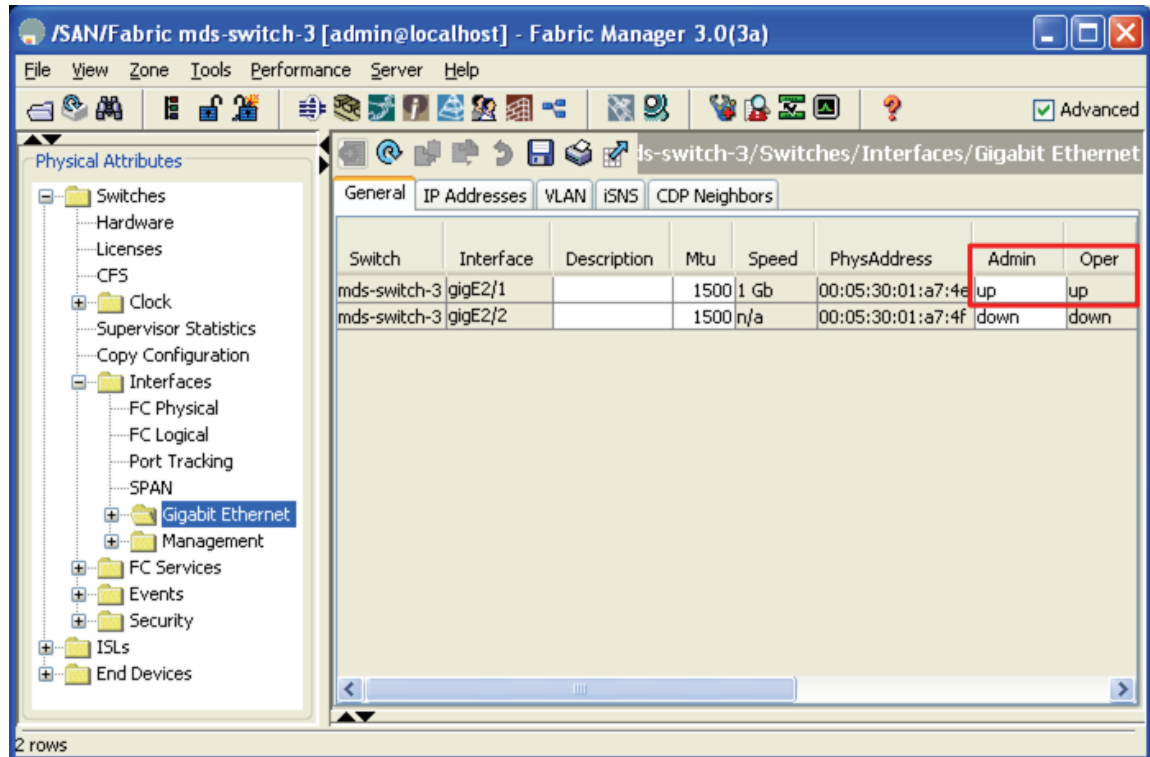 /SAN/Fabric mds-switch-3 [admin@localhost] - Fabric Manager 3.0(3a)
File View Zone Tools Performance Server Help
Advanced
Physical Attributes
Switches
Hardware
Licenses
CFS
Clock
Supervisor Statistics
Copy Configuration
Interfaces
FC Physical
FC Logical
Port Tracking
SPAN
Gigabit Ethernet
Management
FC Services
Events
Security
ISLs
End Devices
ds-switch-3/Switches/Interfaces/Gigabit Ethernet
General IP Addresses VLAN iSNS CDP Neighbors
Switch Interface Description Mtu Speed PhysAddress Admin Oper
mds-switch-3 gigE2/1 1500 1 Gb 00:05:30:01:a7:4e up up
mds-switch-3 gigE2/2 1500 n/a 00:05:30:01:a7:4f down down
2 rows